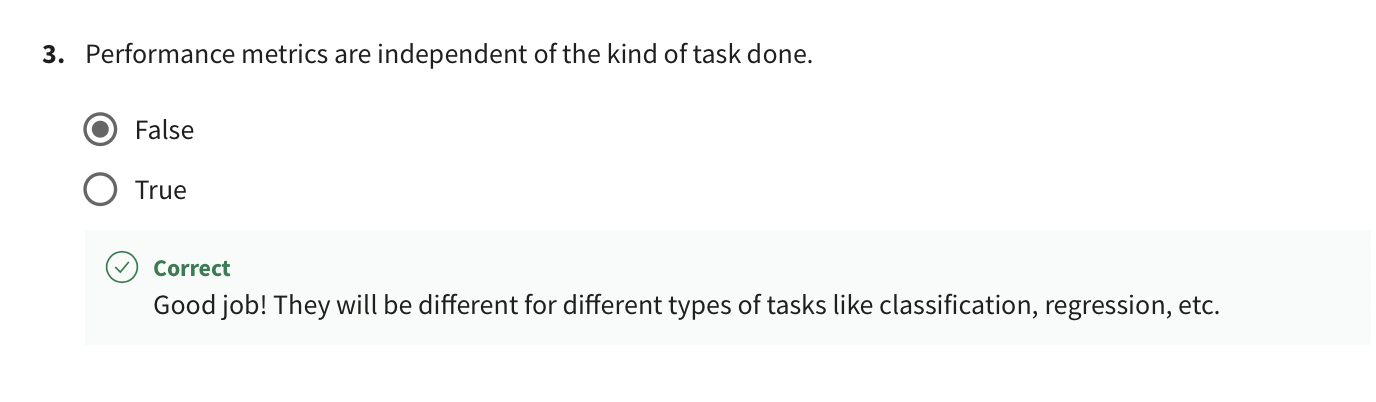 3. Performance metrics are independent of the kind of task done.
False
True
Correct
Good job! They will be different for different types of tasks like classification, regression, etc.